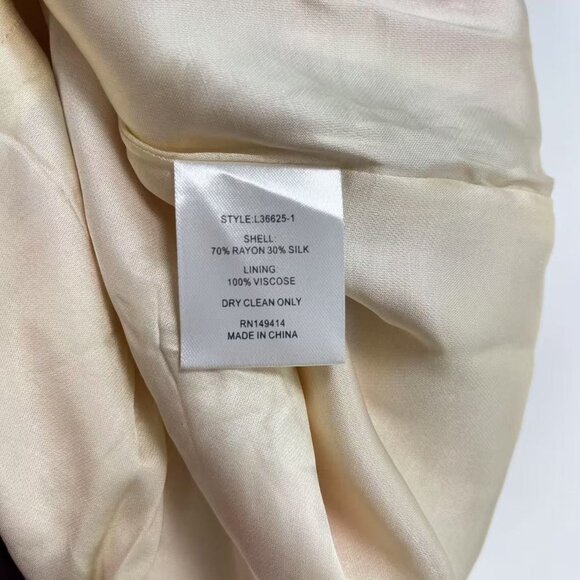 STYLE:L36625-1
SHELL:
70% RAYON 30% SILK
LINING:
100% VISCOSE
DRY CLEAN ONLY
RN149414
MADE IN CHINA